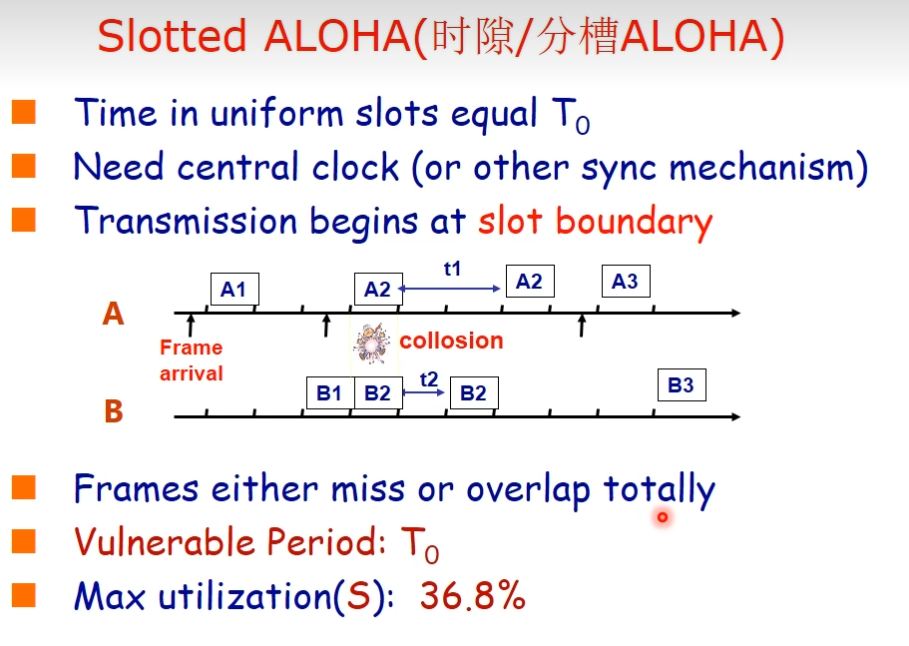 Slotted ALOHA(时隙/分槽ALOHA)
Time in uniform slots equal T0
Need central clock (or other sync mechanism)
Transmission begins at slot boundary
t1
A1
A2
A2
A3
A
Frame
arrival
collosion
t2
B1
B2
B2
B3
B
Frames either miss or overlap totally
Vulnerable Period: T0
Max utilization(S): 36.8%